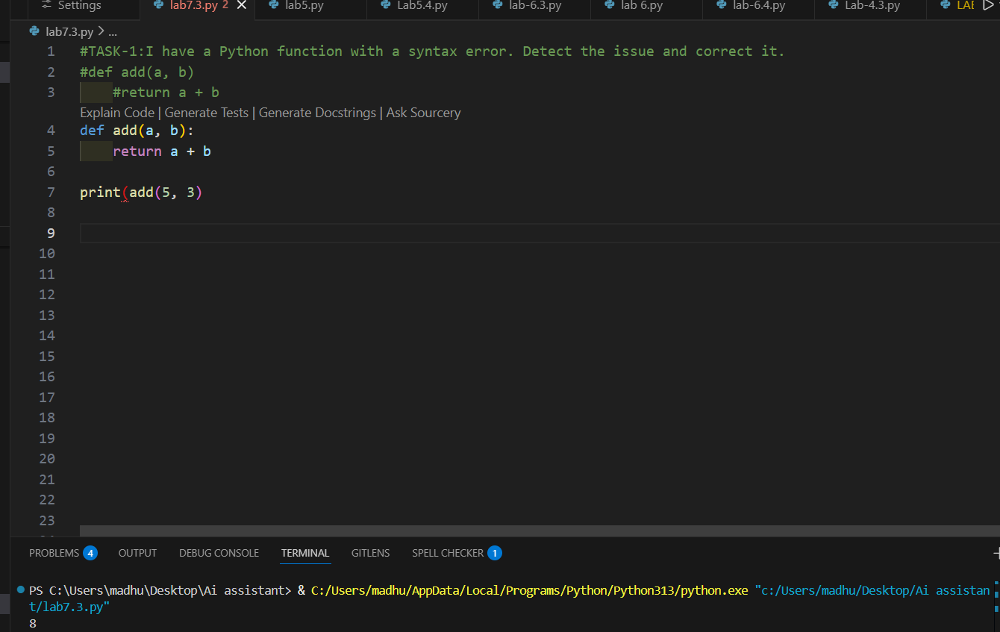 Settings lab7.3.py 2 lab5.py Lab5.4.py lab-6.3.py lab 6.py lab-6.4.py Lab-4.3.py LAE
lab7.3.py > ...
1 #TASK-1:I have a Python function with a syntax error. Detect the issue and correct it.
2 #def add(a, b)
3 #return a + b
Explain Code | Generate Tests | Generate Docstrings | Ask Sourcery
4 def add(a, b):
5 return a + b
6
7 print(add(5, 3)
8
9
10
11
12
13
14
15
16
17
18
19
20
21
22
23
PROBLEMS 4 OUTPUT DEBUG CONSOLE TERMINAL GITLENS SPELL CHECKER 1
PS C:\Users\madhu\Desktop\Ai assistant> & C:/Users/madhu/AppData/Local/Programs/Python/Python313/python.exe "c:/Users/madhu/Desktop/Ai assistan
t/lab7.3.py"
8